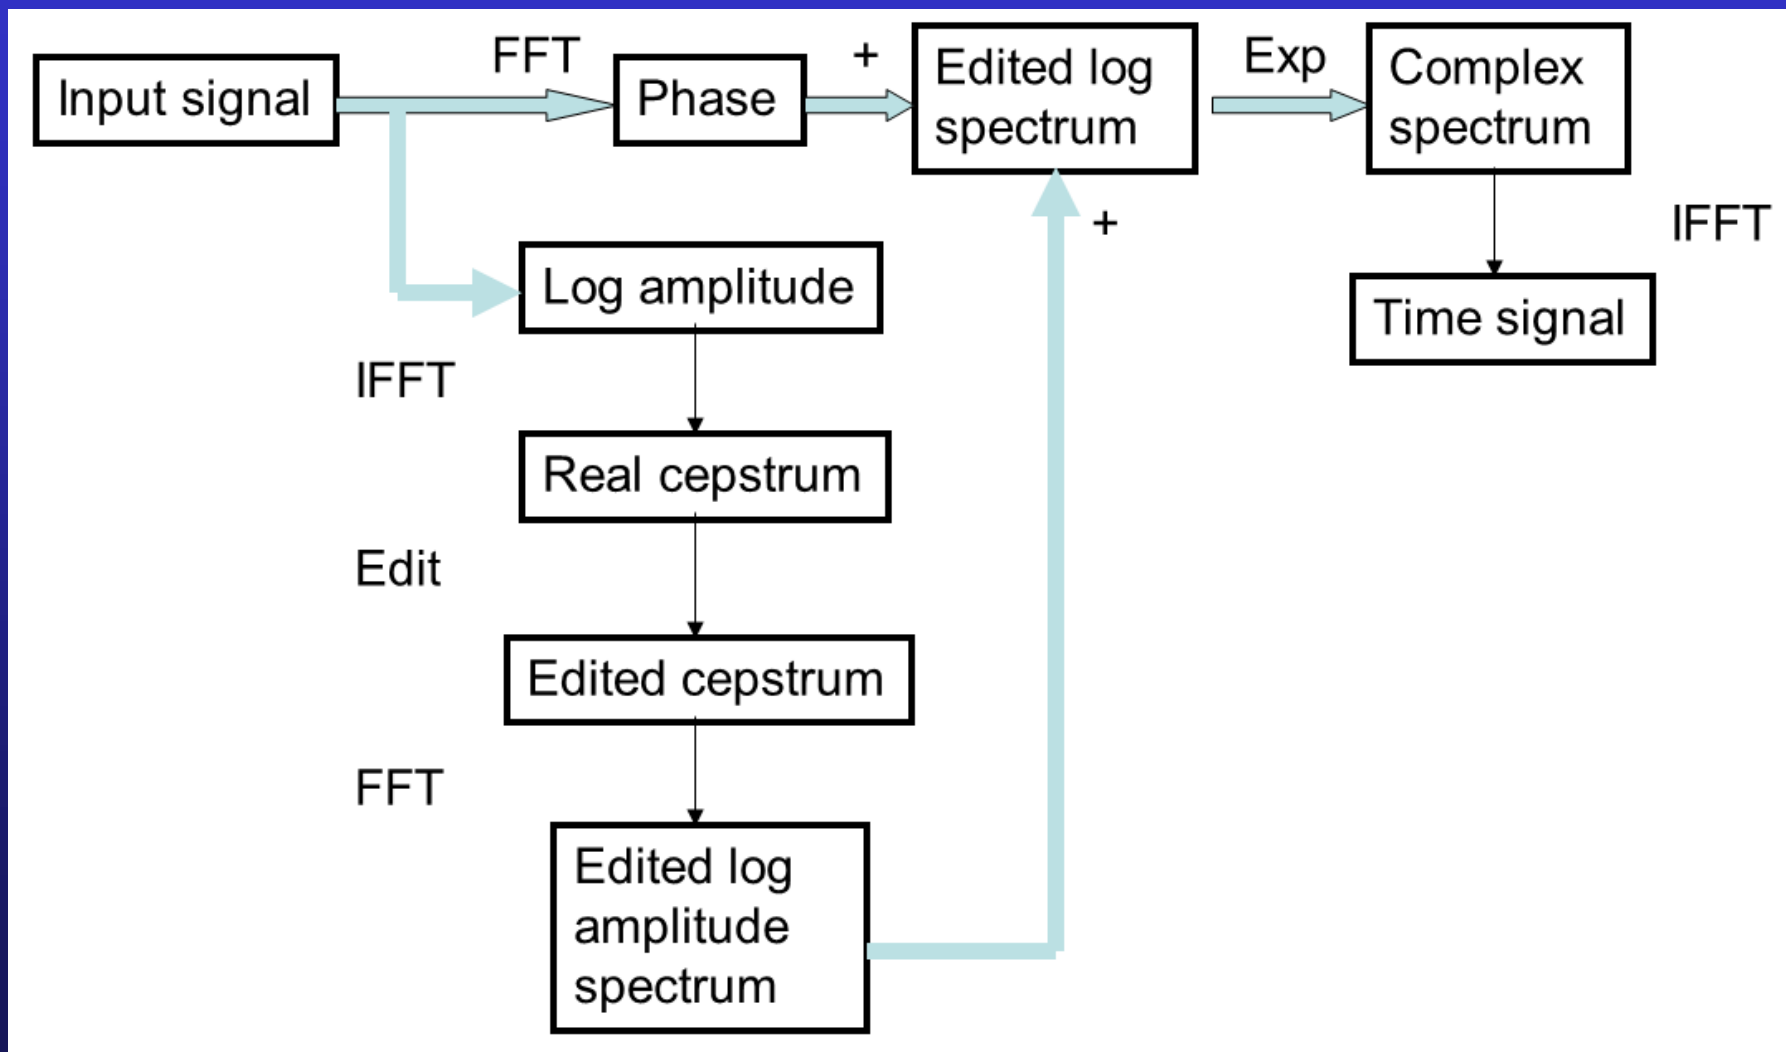 Input signal
FFT
Phase
+
Edited log
spectrum
Exp
Complex
spectrum
+
IFFT
Log amplitude
Time signal
IFFT
Real cepstrum
Edit
Edited cepstrum
FFT
Edited log
amplitude
spectrum